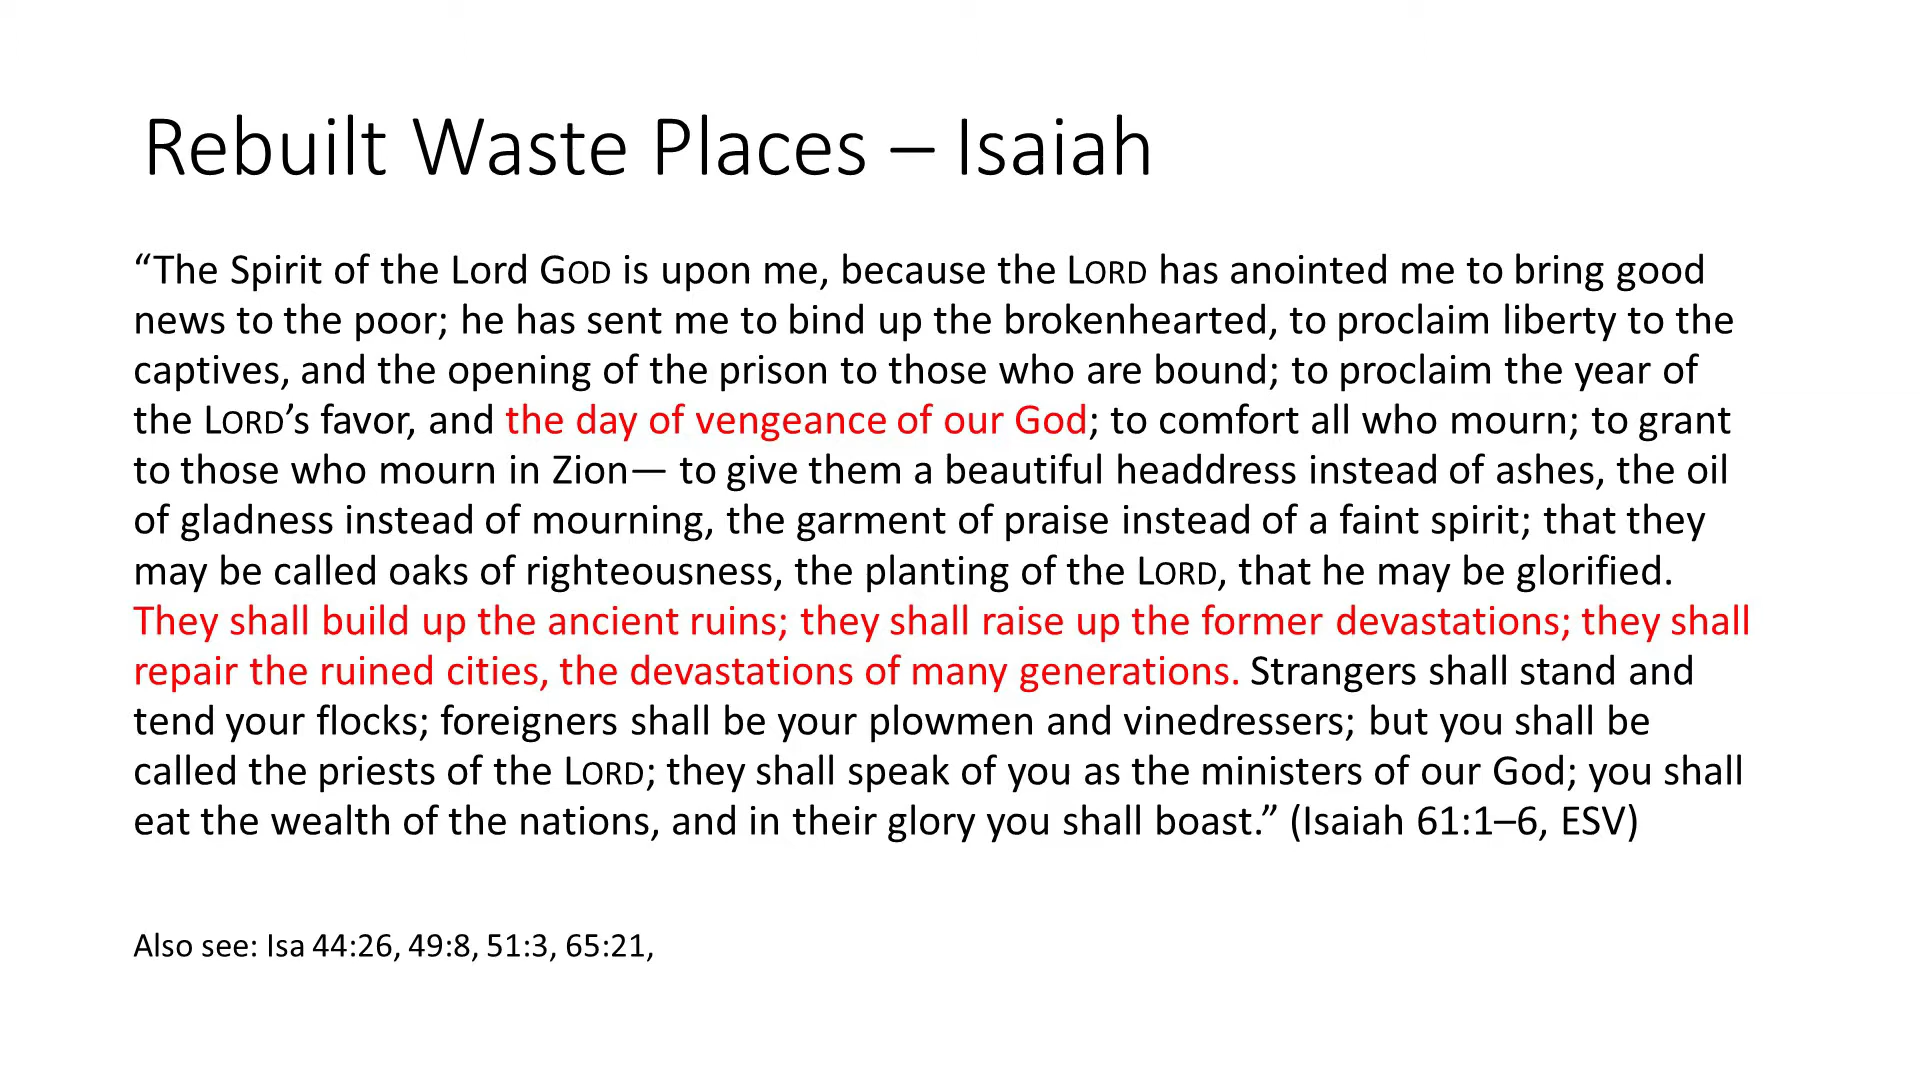 Rebuilt Waste Places – Isaiah
“The Spirit of the Lord GOD is upon me, because the LORD has anointed me to bring good
news to the poor; he has sent me to bind up the brokenhearted, to proclaim liberty to the
captives, and the opening of the prison to those who are bound; to proclaim the year of
the LORD’s favor, and the day of vengeance of our God; to comfort all who mourn; to grant
to those who mourn in Zion— to give them a beautiful headdress instead of ashes, the oil
of gladness instead of mourning, the garment of praise instead of a faint spirit; that they
may be called oaks of righteousness, the planting of the LORD, that he may be glorified.
They shall build up the ancient ruins; they shall raise up the former devastations; they shall
repair the ruined cities, the devastations of many generations. Strangers shall stand and
tend your flocks; foreigners shall be your plowmen and vinedressers; but you shall be
called the priests of the LORD; they shall speak of you as the ministers of our God; you shall
eat the wealth of the nations, and in their glory you shall boast.” (Isaiah 61:1–6, ESV)
Also see: Isa 44:26, 49:8, 51:3, 65:21,